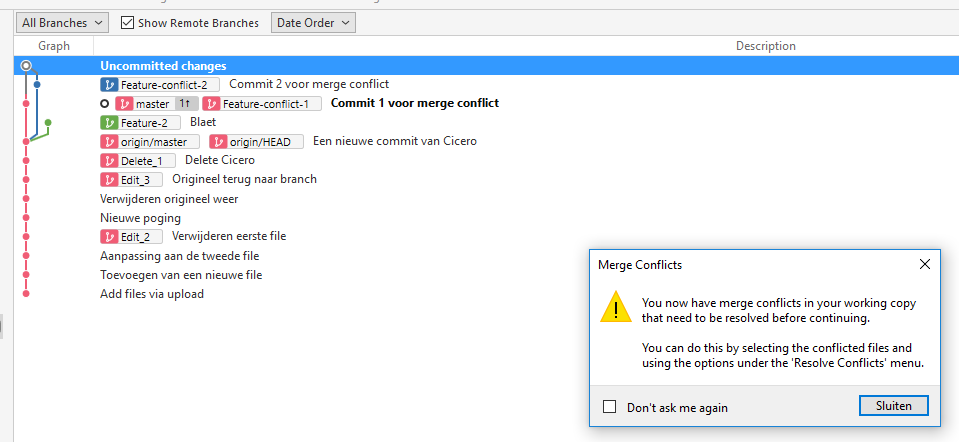 All Branches Show Remote Branches Date Order
Graph Description
Uncommitted changes
Feature-conflict-2 Commit 2 voor merge conflict
master 1↑ Feature-conflict-1 Commit 1 voor merge conflict
Feature-2 Blaet
origin/master origin/HEAD Een nieuwe commit van Cicero
Delete_1 Delete Cicero
Edit_3 Origineel terug naar branch
Verwijderen origineel weer
Nieuwe poging
Edit_2 Verwijderen eerste file
Aanpassing aan de tweede file
Toevoegen van een nieuwe file
Add files via upload
Merge Conflicts
You now have merge conflicts in your working copy
that need to be resolved before continuing.
You can do this by selecting the conflicted files and
using the options under the 'Resolve Conflicts' menu.
Don't ask me again Sluiten